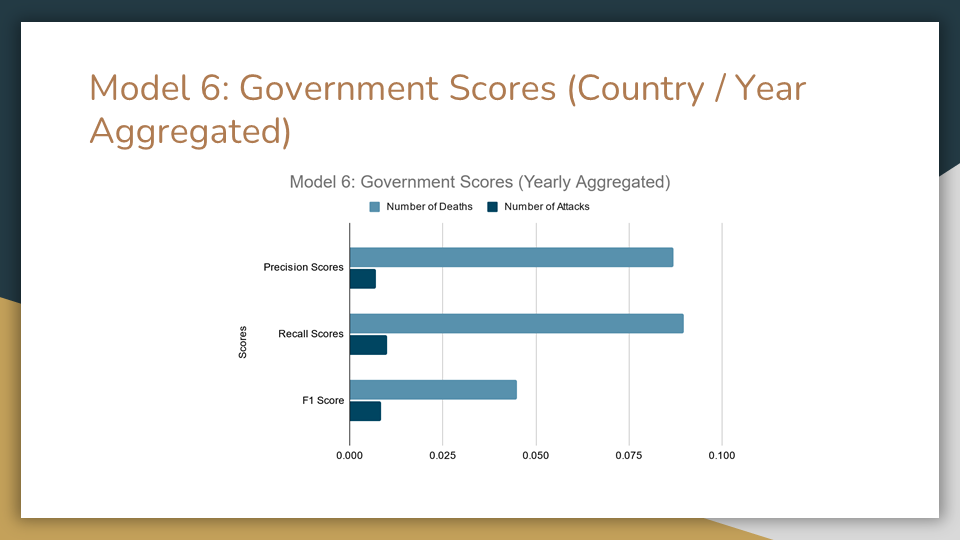 Model 6: Government Scores (Country / Year
Aggregated)
Model 6: Government Scores (Yearly Aggregated)
Number of Deaths Number of Attacks
Precision Scores
Recall Scores
F1 Score
Scores
0.000 0.025 0.050 0.075 0.100